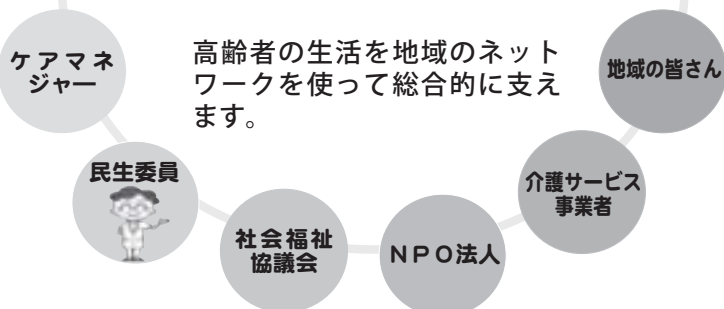 ケアマネ
ジャー
高齢者の生活を地域のネット
ワークを使って総合的に支え
ます。
地域の皆さん
民生委員
介護サービス
事業者
社会福祉
協議会
ＮＰＯ法人